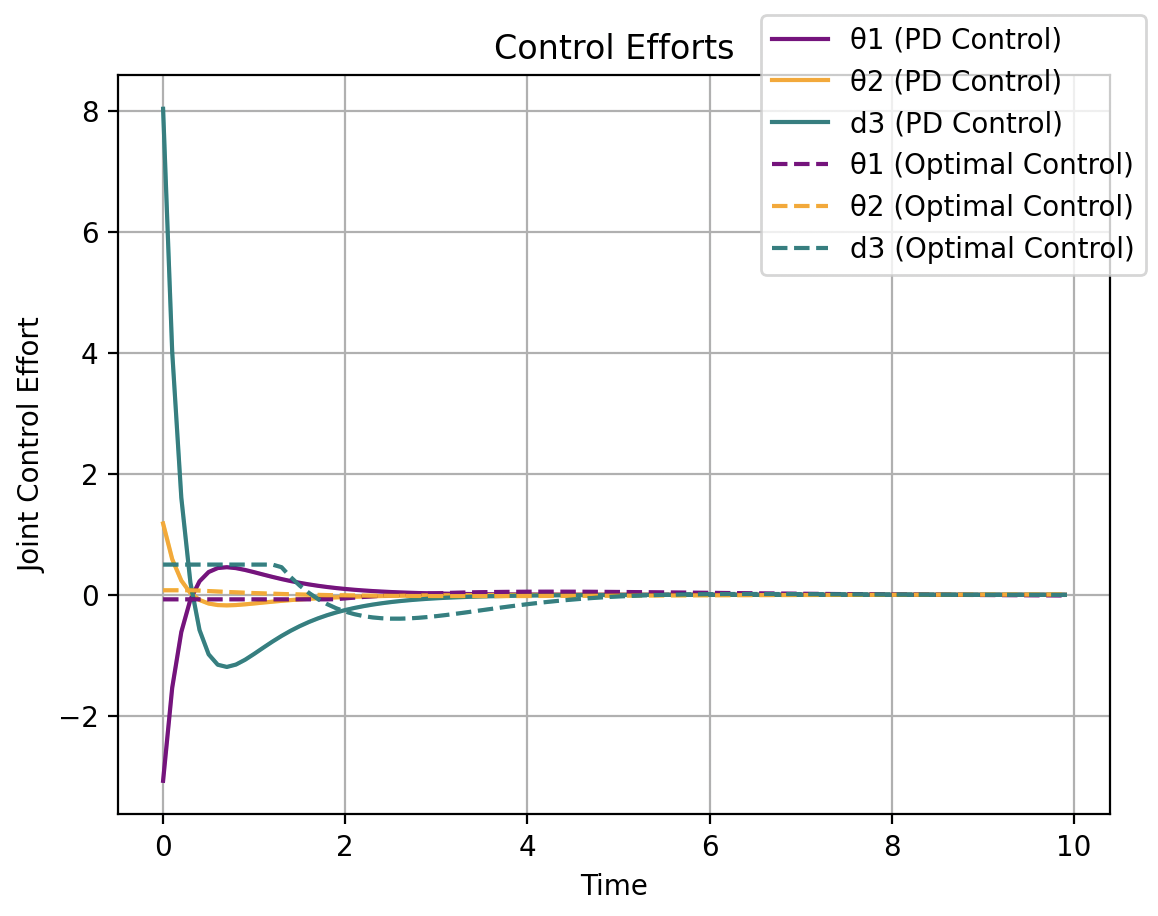 Control Efforts
θ1 (PD Control)
θ2 (PD Control)
d3 (PD Control)
θ1 (Optimal Control)
θ2 (Optimal Control)
d3 (Optimal Control)
Joint Control Effort
8
6
4
2
0
−2
0 2 4 6 8 10
Time